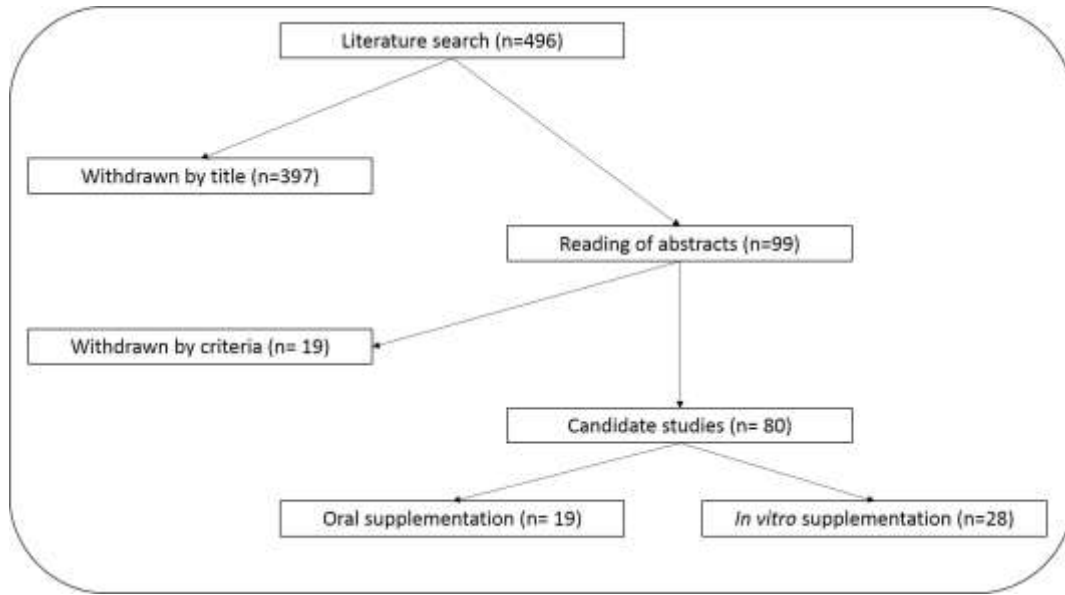 Literature search (n=496)
Withdrawn by title (n=397)
Reading of abstracts (n=99)
Withdrawn by criteria (n= 19)
Candidate studies (n= 80)
Oral supplementation (n= 19)
In vitro supplementation (n=28)